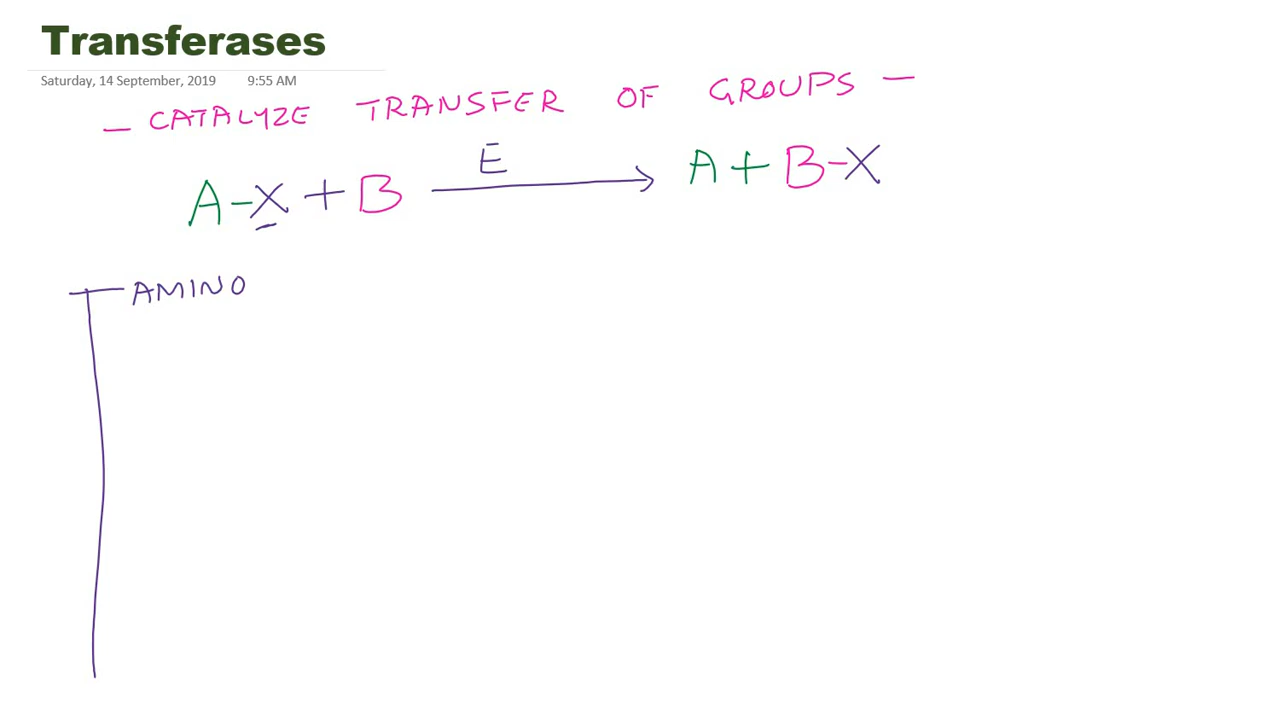 Transferases
Saturday, 14 September, 2019 9:55 AM
— CATALYZE TRANSFER OF GROUPS —
A-X + B E A + B-X
AMINO